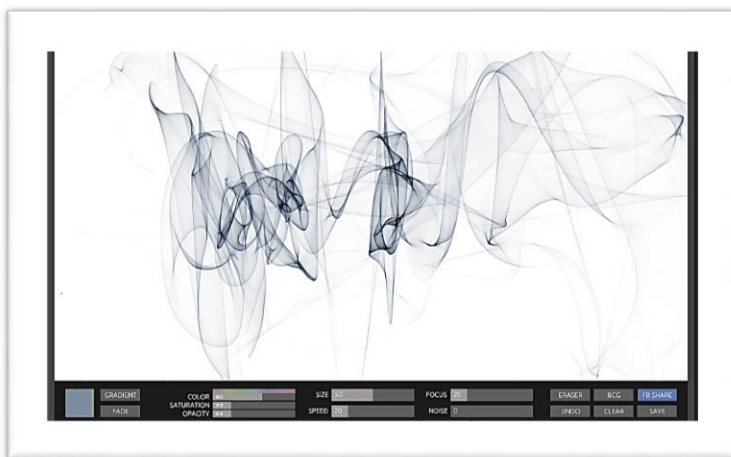 GRADIENT COLOR SIZE 50 FOCUS 20 ERASER BCG FB SHARE
SATURATION
FADE OPACITY SPEED 20 NOISE 0 UNDO CLEAR SAVE